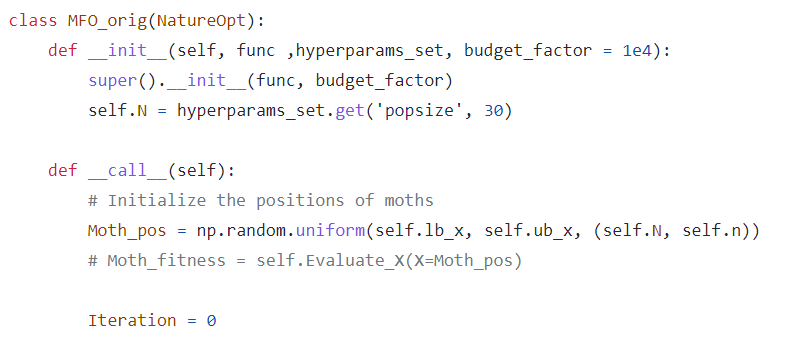 class MFO_orig(NatureOpt):
    def __init__(self, func ,hyperparams_set, budget_factor = 1e4):
        super().__init__(func, budget_factor)
        self.N = hyperparams_set.get('popsize', 30)

    def __call__(self):
        # Initialize the positions of moths
        Moth_pos = np.random.uniform(self.lb_x, self.ub_x, (self.N, self.n))
        # Moth_fitness = self.Evaluate_X(X=Moth_pos)

        Iteration = 0